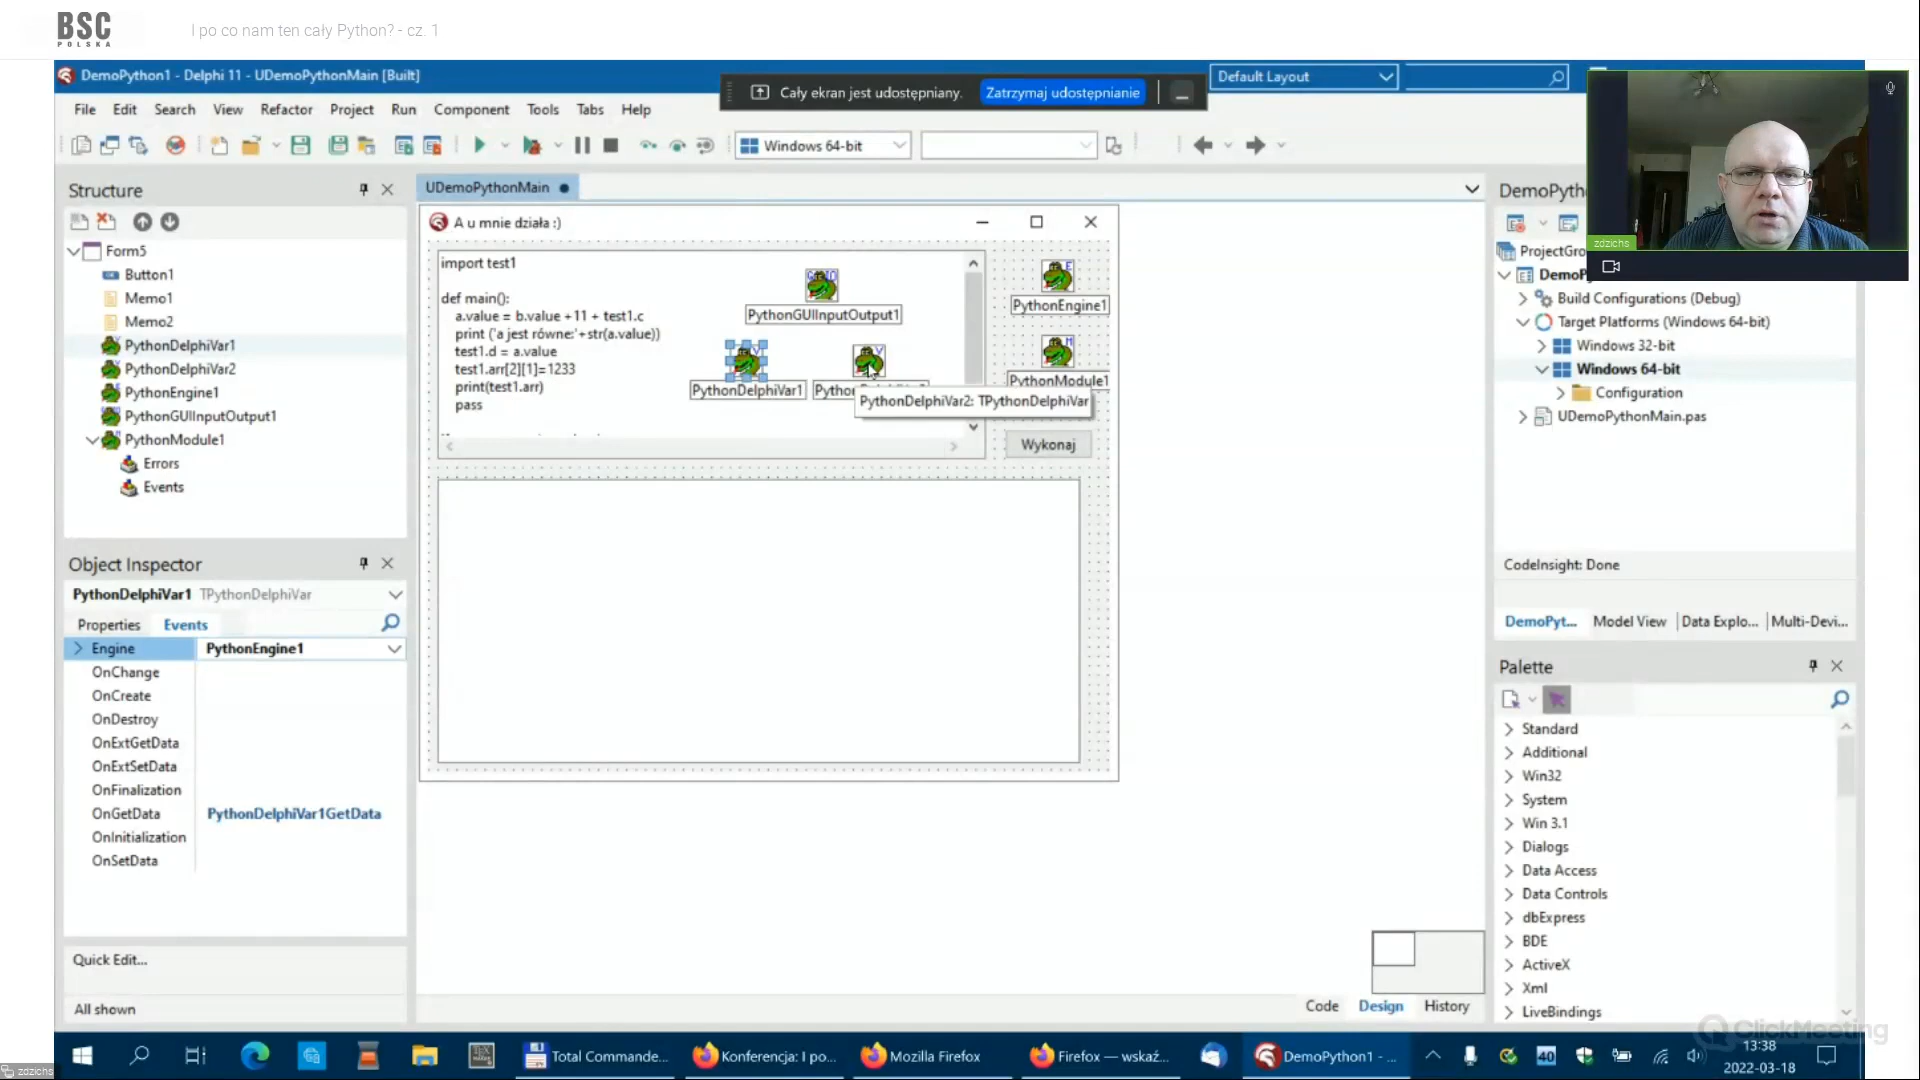 BSC
POLSKA
I po co nam ten cały Python? - cz. 1
DemoPython1 - Delphi 11 - UDemoPythonMain [Built]
Cały ekran jest udostępniany.
Zatrzymaj udostępnianie
Default Layout
File Edit Search View Refactor Project Run Component Tools Tabs Help
Windows 64-bit
zdzichs
Structure
Form5
Button1
Memo1
Memo2
PythonDelphiVar1
PythonDelphiVar2
PythonEngine1
PythonGUIInputOutput1
PythonModule1
Errors
Events
Object Inspector
PythonDelphiVar1 TPythonDelphiVar
Properties Events
Engine PythonEngine1
OnChange
OnCreate
OnDestroy
OnExtGetData
OnExtSetData
OnFinalization
OnGetData PythonDelphiVar1GetData
OnInitialization
OnSetData
Quick Edit...
All shown
UDemoPythonMain
A u mnie działa :)
import test1
def main():
a.value = b.value +11 + test1.c
print ('a jest równe:'+str(a.value))
test1.d = a.value
test1.arr[2][1]=1233
print(test1.arr)
pass
PythonGUIInputOutput1
PythonDelphiVar1
PythonDelphiVar2: TPythonDelphiVar
PythonEngine1
PythonModule1
Wykonaj
Code Design History
DemoPyth
ProjectGro
DemoP
Build Configurations (Debug)
Target Platforms (Windows 64-bit)
Windows 32-bit
Windows 64-bit
Configuration
UDemoPythonMain.pas
CodeInsight: Done
DemoPyt... Model View Data Explo... Multi-Devi...
Palette
Standard
Additional
Win32
System
Win 3.1
Dialogs
Data Access
Data Controls
dbExpress
BDE
ActiveX
Xml
LiveBindings
ClickMeeting
Total Commande...
Konferencja: I po...
Mozilla Firefox
Firefox — wskaź...
DemoPython1 - ...
40
13:38
2022-03-18
zdzichs